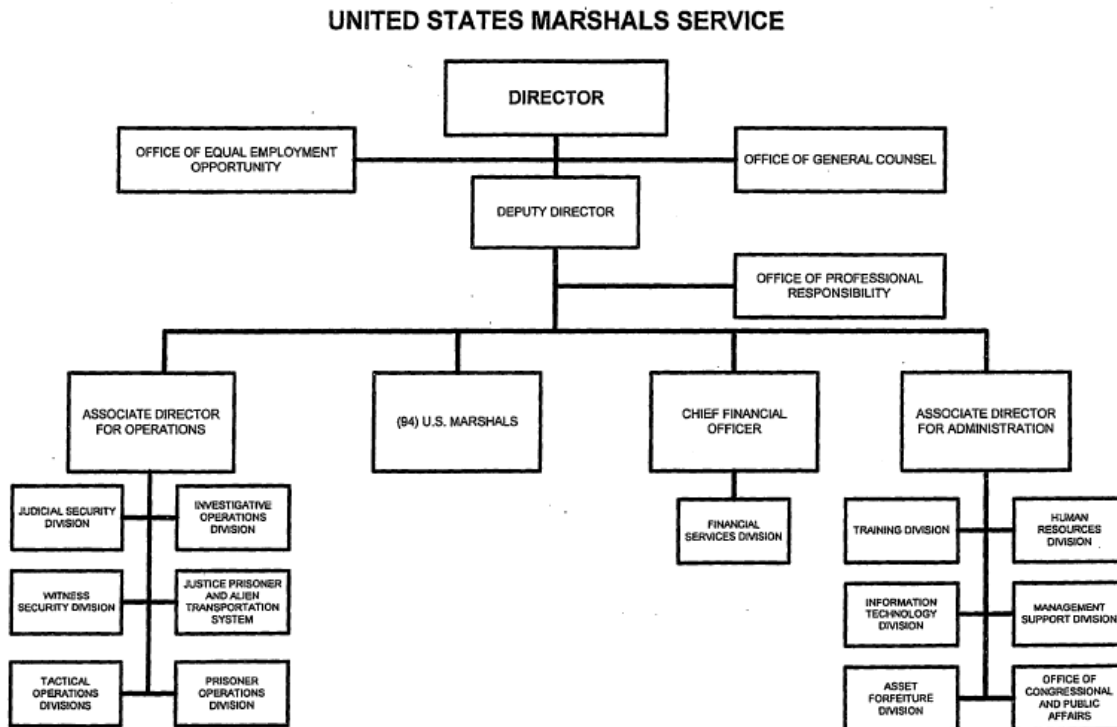 UNITED STATES MARSHALS SERVICE
DIRECTOR
OFFICE OF EQUAL EMPLOYMENT
OPPORTUNITY
OFFICE OF GENERAL COUNSEL
DEPUTY DIRECTOR
OFFICE OF PROFESSIONAL
RESPONSIBILITY
ASSOCIATE DIRECTOR
FOR OPERATIONS
(94) U.S. MARSHALS
CHIEF FINANCIAL
OFFICER
ASSOCIATE DIRECTOR
FOR ADMINISTRATION
JUDICIAL SECURITY
DIVISION
INVESTIGATIVE
OPERATIONS
DIVISION
WITNESS
SECURITY DIVISION
JUSTICE PRISONER
AND ALIEN
TRANSPORTATION
SYSTEM
TACTICAL
OPERATIONS
DIVISIONS
PRISONER
OPERATIONS
DIVISION
FINANCIAL
SERVICES DIVISION
TRAINING DIVISION
HUMAN
RESOURCES
DIVISION
INFORMATION
TECHNOLOGY
DIVISION
MANAGEMENT
SUPPORT DIVISION
ASSET
FORFEITURE
DIVISION
OFFICE OF
CONGRESSIONAL
AND PUBLIC
AFFAIRS